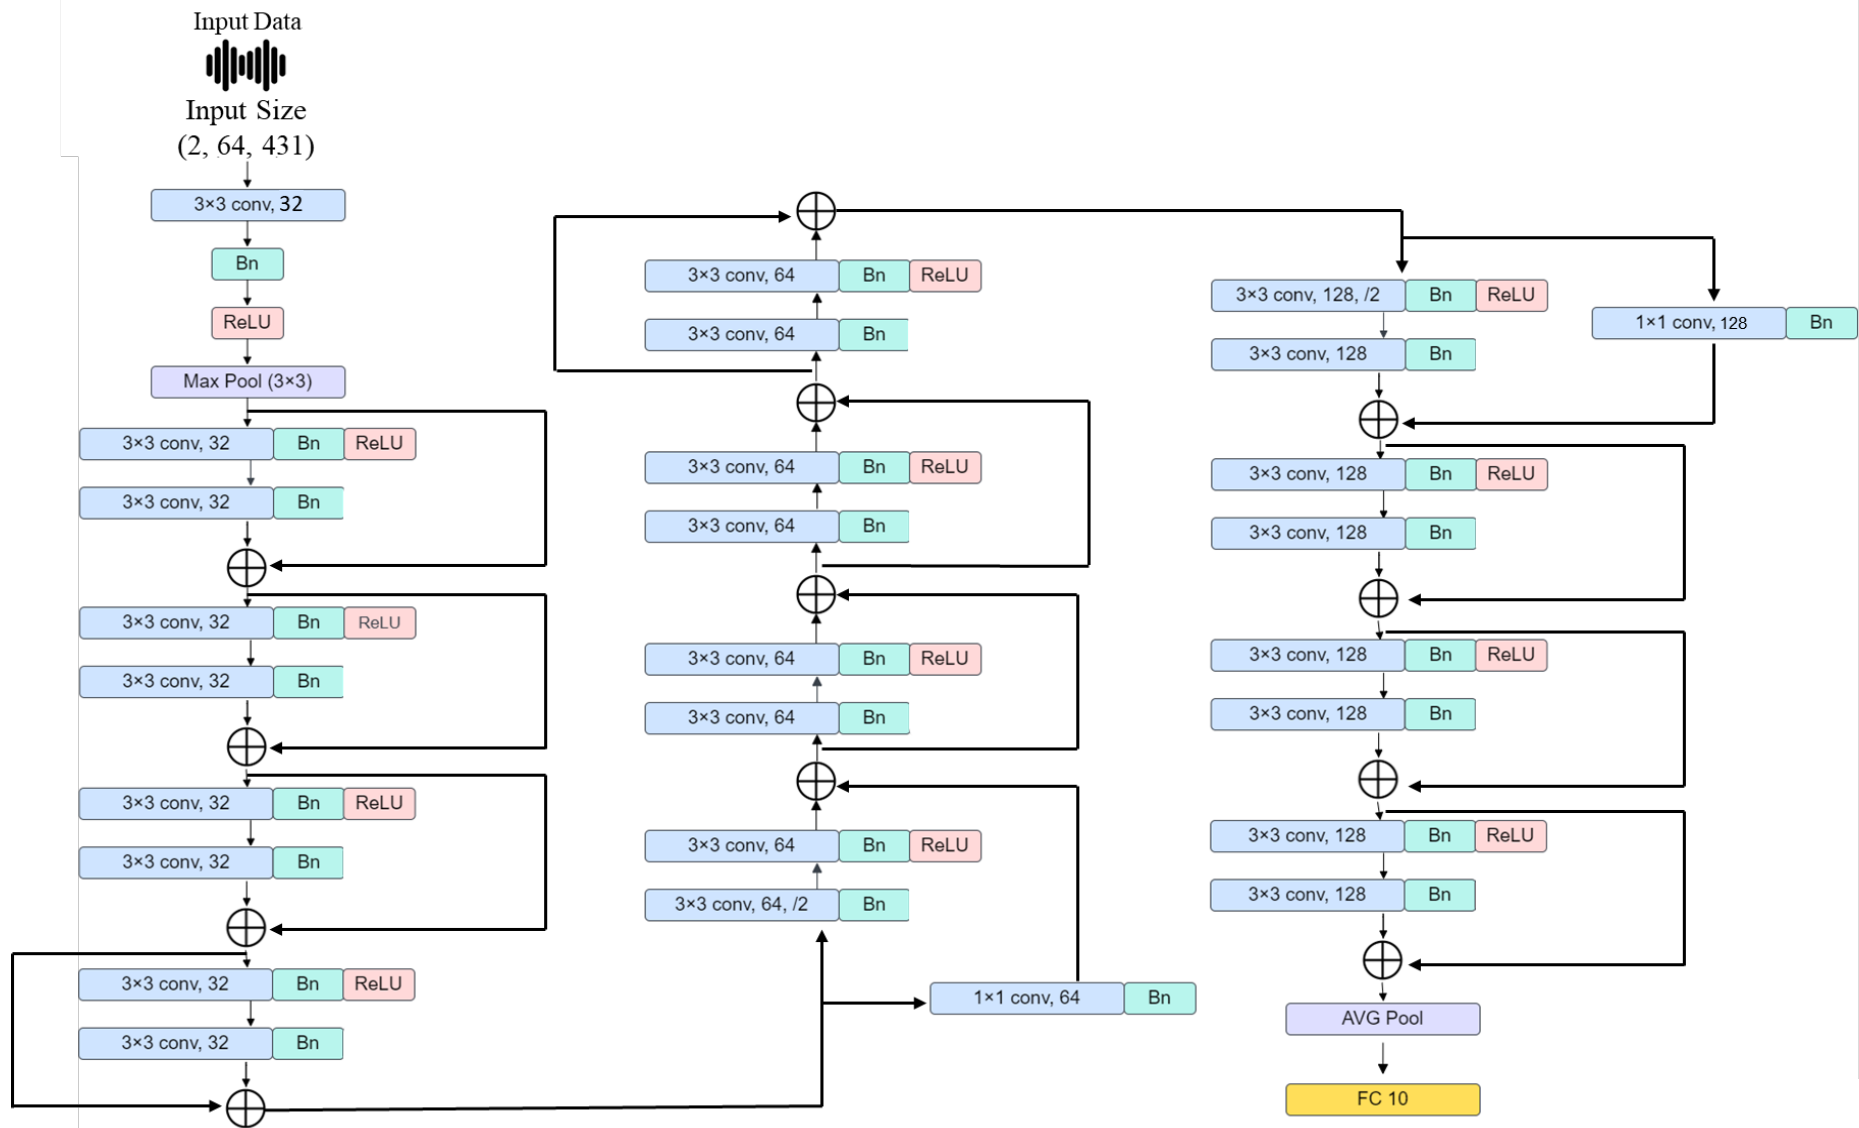 Input Data
Input Size
(2, 64, 431)
3×3 conv, 32
Bn
ReLU
Max Pool (3×3)
3×3 conv, 32 Bn ReLU
3×3 conv, 32 Bn
3×3 conv, 32 Bn ReLU
3×3 conv, 32 Bn
3×3 conv, 32 Bn ReLU
3×3 conv, 32 Bn
3×3 conv, 32 Bn ReLU
3×3 conv, 32 Bn
3×3 conv, 64 Bn ReLU
3×3 conv, 64 Bn
3×3 conv, 64 Bn ReLU
3×3 conv, 64 Bn
3×3 conv, 64 Bn ReLU
3×3 conv, 64 Bn
3×3 conv, 64 Bn ReLU
3×3 conv, 64, /2 Bn
1×1 conv, 64 Bn
3×3 conv, 128, /2 Bn ReLU
1×1 conv, 128 Bn
3×3 conv, 128 Bn
3×3 conv, 128 Bn ReLU
3×3 conv, 128 Bn
3×3 conv, 128 Bn ReLU
3×3 conv, 128 Bn
3×3 conv, 128 Bn ReLU
3×3 conv, 128 Bn
AVG Pool
FC 10